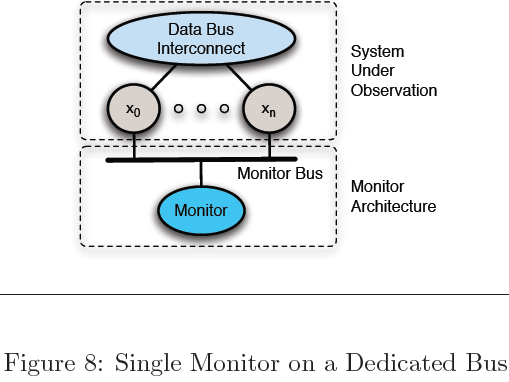 Data Bus
Interconnect
System
Under
Observation
x0
xn
Monitor Bus
Monitor
Monitor
Architecture
Figure 8: Single Monitor on a Dedicated Bus